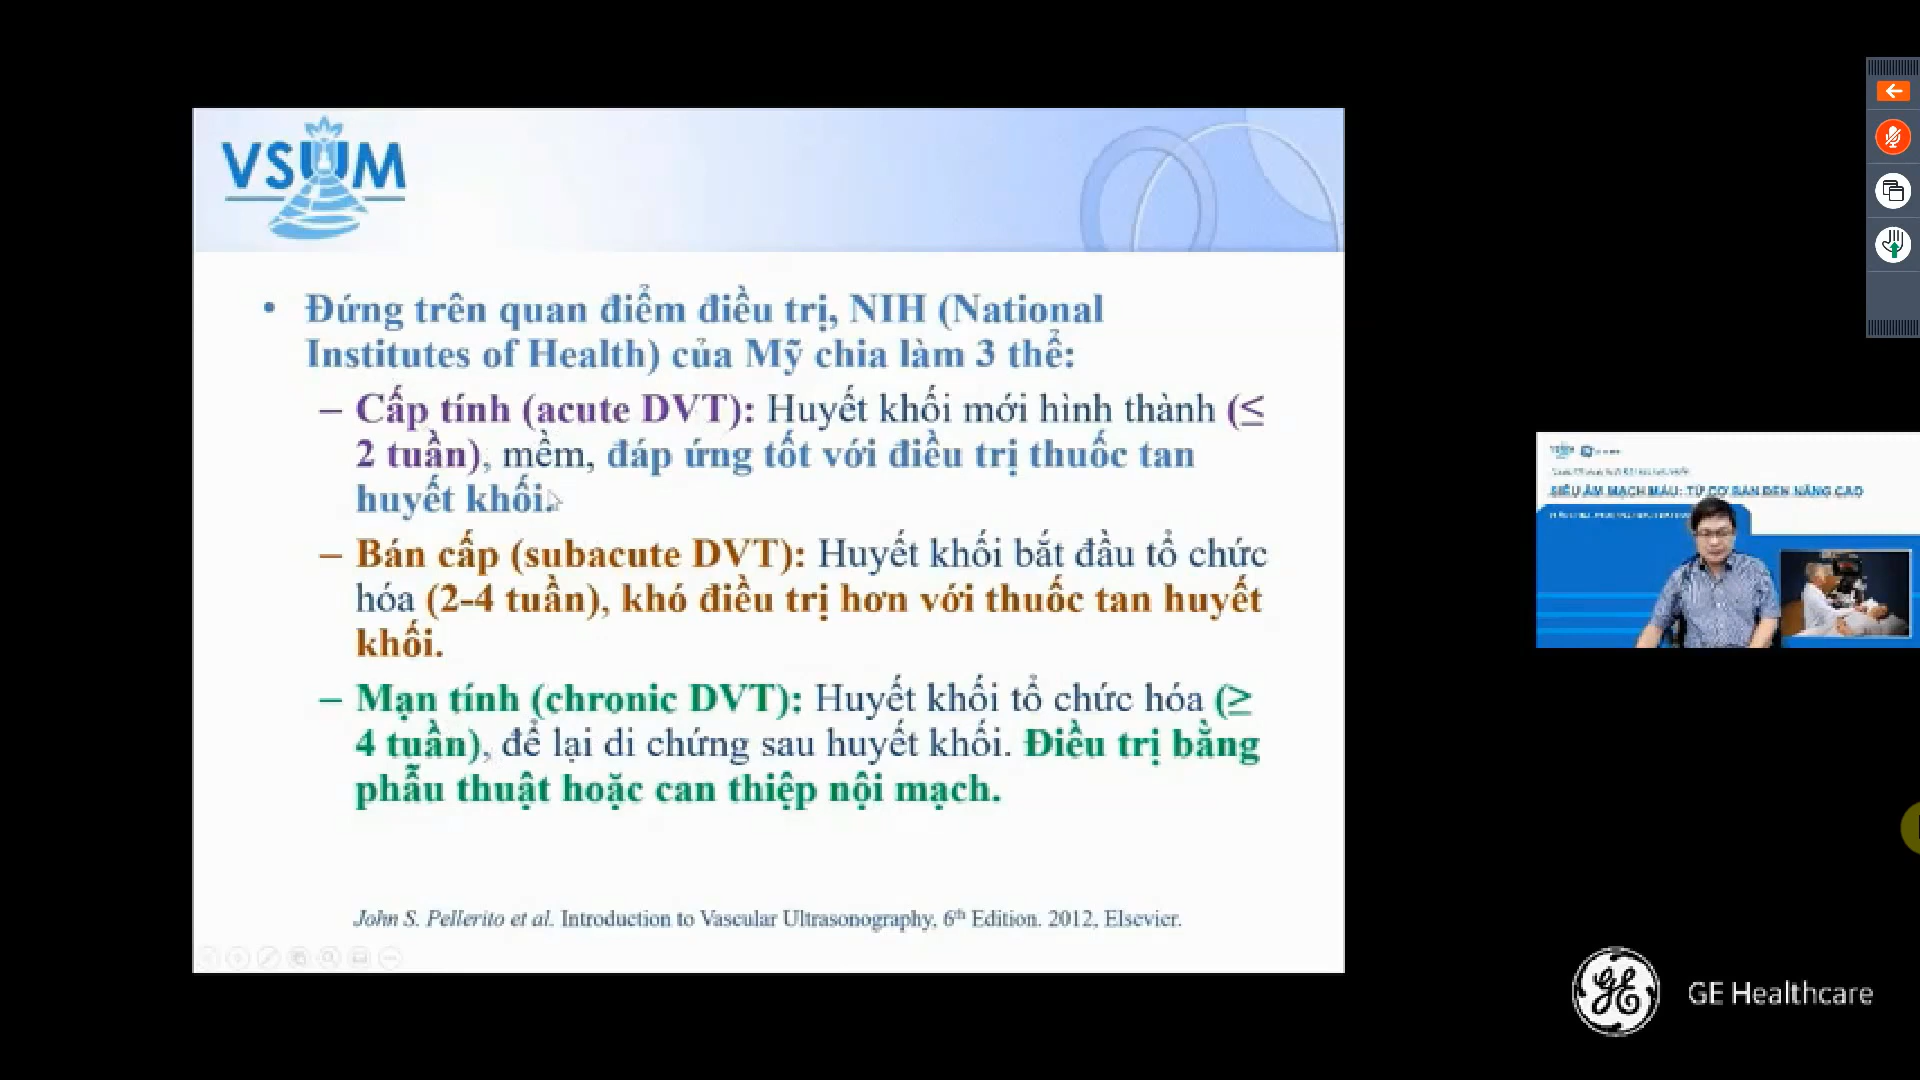 VSUM
• Đứng trên quan điểm điều trị, NIH (National
Institutes of Health) của Mỹ chia làm 3 thể:
– Cấp tính (acute DVT): Huyết khối mới hình thành (≤
2 tuần), mềm, đáp ứng tốt với điều trị thuốc tan
huyết khối.
– Bán cấp (subacute DVT): Huyết khối bắt đầu tổ chức
hóa (2-4 tuần), khó điều trị hơn với thuốc tan huyết
khối.
– Mạn tính (chronic DVT): Huyết khối tổ chức hóa (≥
4 tuần), để lại di chứng sau huyết khối. Điều trị bằng
phẫu thuật hoặc can thiệp nội mạch.
John S. Pellerito et al. Introduction to Vascular Ultrasonography, 6th Edition. 2012, Elsevier.
SIÊU ÂM MẠCH MÁU: TỪ CƠ BẢN ĐẾN NÂNG CAO
GE Healthcare